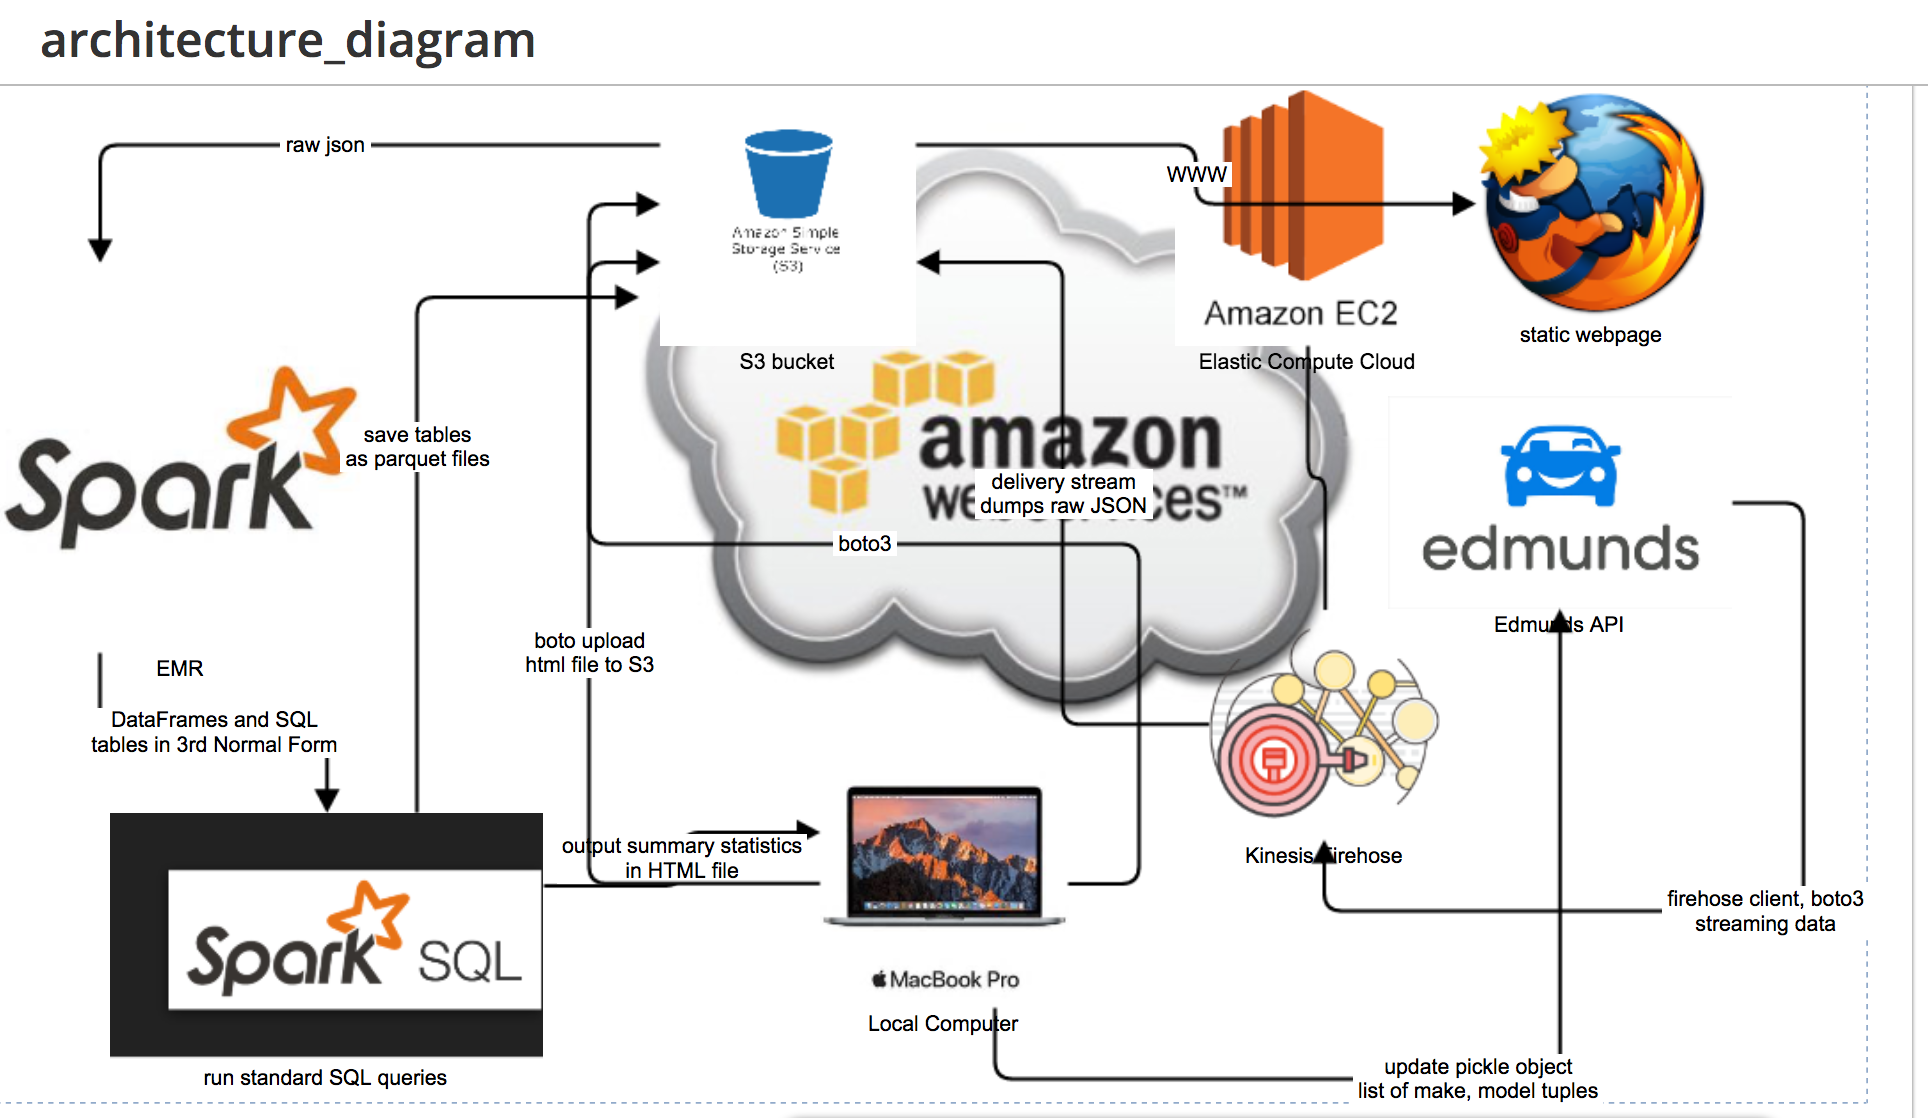 architecture_diagram
raw json
WWW
Amazon Simple
Storage Service
(S3)
S3 bucket
Amazon EC2
Elastic Compute Cloud
static webpage
Spark
save tables
as parquet files
amazon
delivery stream
dumps raw JSON
boto3
edmunds
Edmunds API
boto upload
html file to S3
EMR
DataFrames and SQL
tables in 3rd Normal Form
output summary statistics
in HTML file
Kinesis Firehose
firehose client, boto3
streaming data
Spark SQL
MacBook Pro
Local Computer
run standard SQL queries
update pickle object
list of make, model tuples